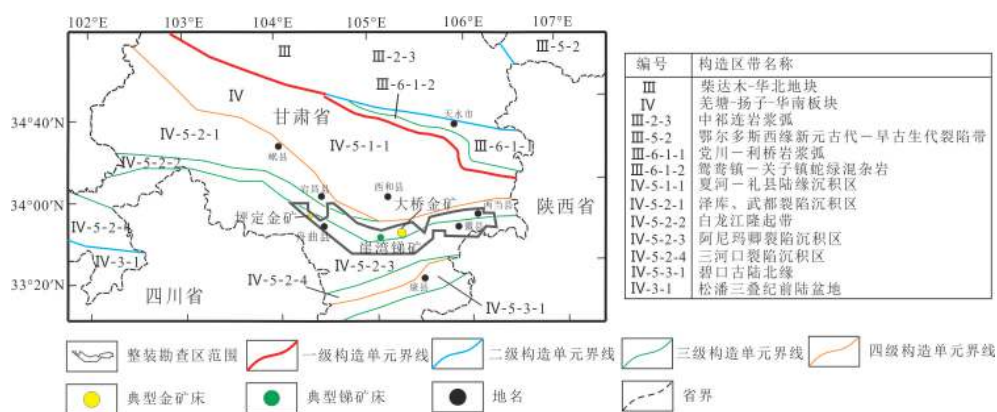 102°E 103°E 104°E 105°E 106°E 107°E
Ⅲ
Ⅲ-2-3
Ⅲ-5-2
Ⅲ-6-1-2
Ⅳ
甘肃省
天水市
34°40′N
Ⅳ-5-2-1
Ⅳ-5-1-1
Ⅲ-6-1-1
岷县
Ⅳ-5-2-2
宕昌县
西和县
34°00′N
大桥金矿
西当县
陕西省
坪定金矿
舟曲县
徽县
崖湾锑矿
Ⅳ-5-2-4
Ⅳ-3-1
Ⅳ-5-2-3
33°20′N
四川省
Ⅳ-5-2-4
康县
Ⅳ-5-3-1
编号 构造区带名称
Ⅲ 柴达木-华北地块
Ⅳ 羌塘-扬子-华南板块
Ⅲ-2-3 中祁连岩浆弧
Ⅲ-5-2 鄂尔多斯西缘新元古代-早古生代裂陷带
Ⅲ-6-1-1 党川-利桥岩浆弧
Ⅲ-6-1-2 鸳鸯镇-关子镇蛇绿混杂岩
Ⅳ-5-1-1 夏河-礼县陆缘沉积区
Ⅳ-5-2-1 泽库、武都裂陷沉积区
Ⅳ-5-2-2 白龙江隆起带
Ⅳ-5-2-3 阿尼玛卿裂陷沉积区
Ⅳ-5-2-4 三河口裂陷沉积区
Ⅳ-5-3-1 碧口古陆北缘
Ⅳ-3-1 松潘三叠纪前陆盆地
整装勘查区范围
一级构造单元界线
二级构造单元界线
三级构造单元界线
四级构造单元界线
典型金矿床
典型锑矿床
地名
省界